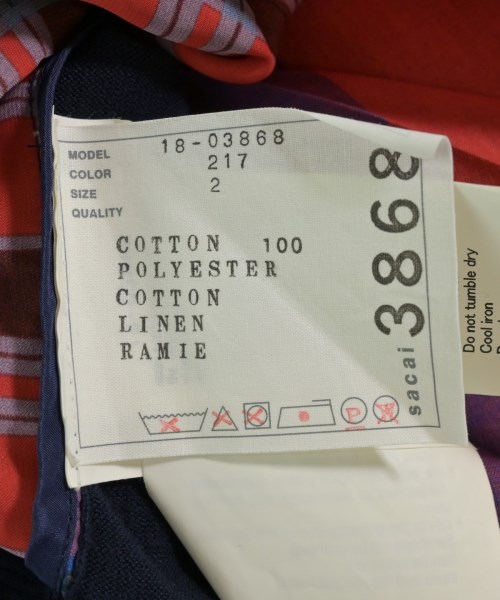 MODEL 18-03868
COLOR 217
SIZE 2
QUALITY
COTTON 100
POLYESTER
COTTON
LINEN
RAMIE
P
sacai 3868
Do not tumble dry
Cool iron